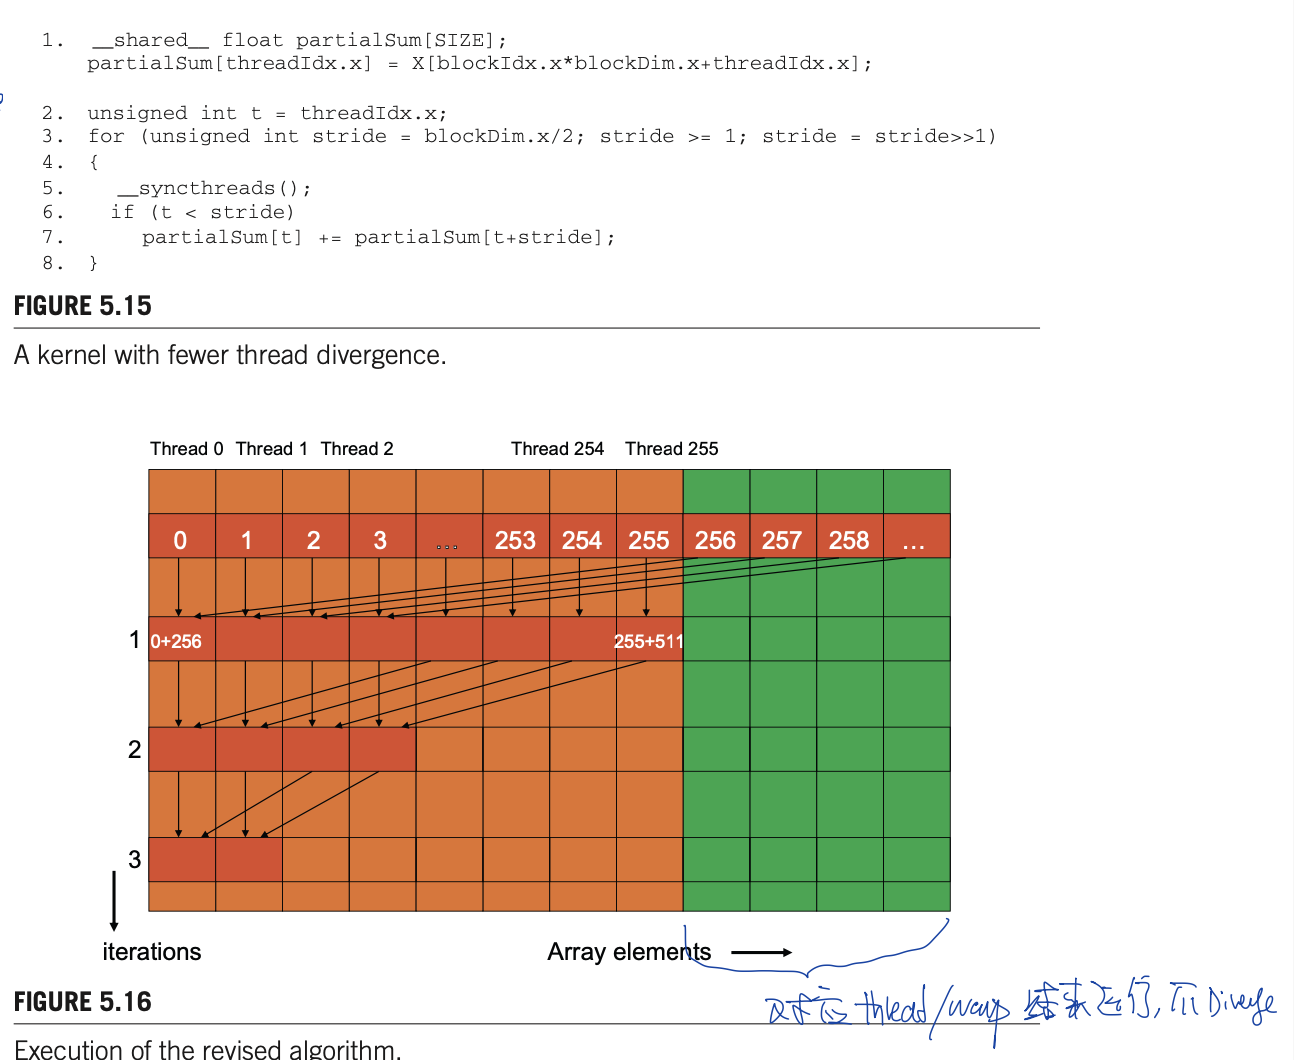 1. __shared__ float partialSum[SIZE];
partialSum[threadIdx.x] = X[blockIdx.x*blockDim.x+threadIdx.x];
2. unsigned int t = threadIdx.x;
3. for (unsigned int stride = blockDim.x/2; stride >= 1; stride = stride>>1)
4. {
5. __syncthreads();
6. if (t < stride)
7. partialSum[t] += partialSum[t+stride];
8. }
FIGURE 5.15
A kernel with fewer thread divergence.
Thread 0 Thread 1 Thread 2 Thread 254 Thread 255
0 1 2 3 ... 253 254 255 256 257 258 ...
1 0+256 255+511
2
3
iterations Array elements
对应 thread/warp 结束运行, 不 Diverge
FIGURE 5.16
Execution of the revised algorithm.